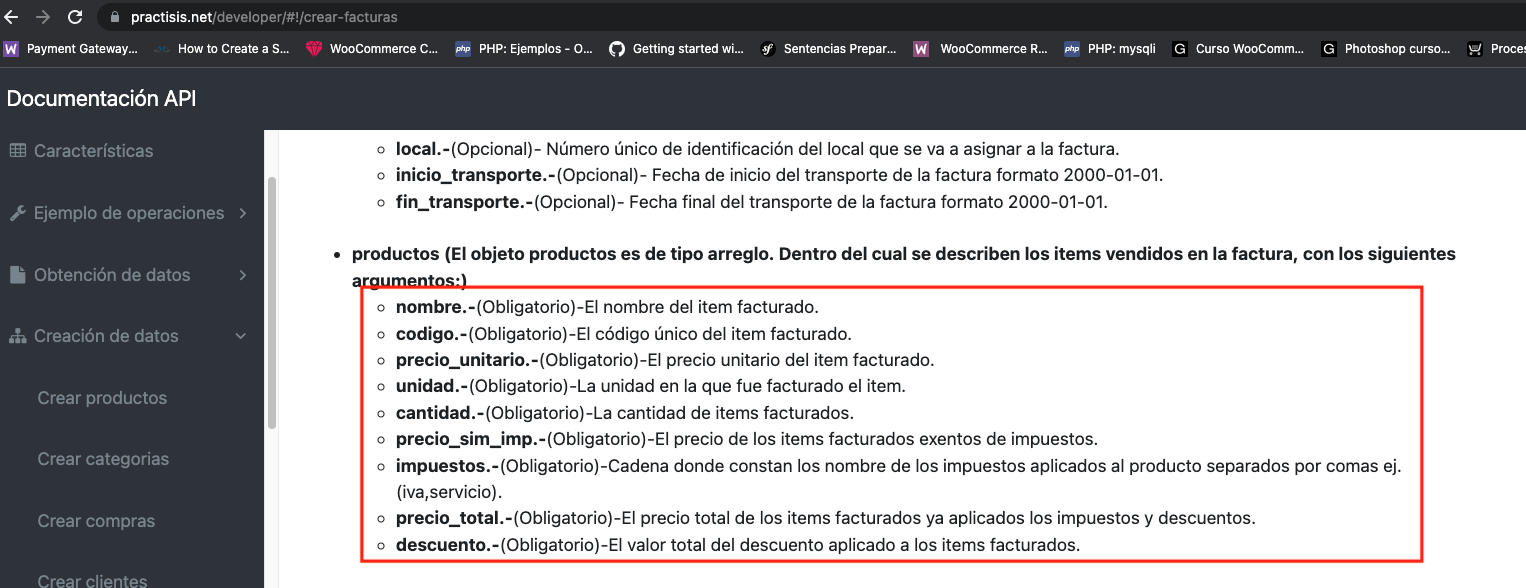 practisis.net/developer/#!/crear-facturas
Payment Gateway... How to Create a S... WooCommerce C... php PHP: Ejemplos - O... Getting started wi... sf Sentencias Prepar... W WooCommerce R... php PHP: mysqli G Curso WooComm... G Photoshop curso... Proces
Documentación API
Características
Ejemplo de operaciones
Obtención de datos
Creación de datos
Crear productos
Crear categorias
Crear compras
Crear clientes
local.-(Opcional)- Número único de identificación del local que se va a asignar a la factura.
inicio_transporte.-(Opcional)- Fecha de inicio del transporte de la factura formato 2000-01-01.
fin_transporte.-(Opcional)- Fecha final del transporte de la factura formato 2000-01-01.
productos (El objeto productos es de tipo arreglo. Dentro del cual se describen los items vendidos en la factura, con los siguientes
argumentos:)
nombre.-(Obligatorio)-El nombre del item facturado.
codigo.-(Obligatorio)-El código único del item facturado.
precio_unitario.-(Obligatorio)-El precio unitario del item facturado.
unidad.-(Obligatorio)-La unidad en la que fue facturado el item.
cantidad.-(Obligatorio)-La cantidad de items facturados.
precio_sim_imp.-(Obligatorio)-El precio de los items facturados exentos de impuestos.
impuestos.-(Obligatorio)-Cadena donde constan los nombre de los impuestos aplicados al producto separados por comas ej.
(iva,servicio).
precio_total.-(Obligatorio)-El precio total de los items facturados ya aplicados los impuestos y descuentos.
descuento.-(Obligatorio)-El valor total del descuento aplicado a los items facturados.